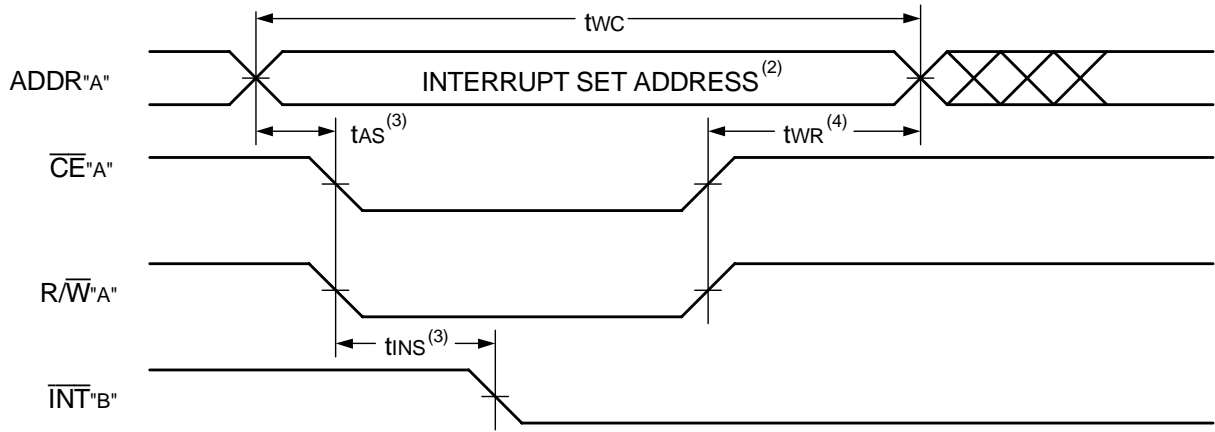 tWC
ADDR"A"
INTERRUPT SET ADDRESS(2)
tAS(3)
tWR(4)
CE"A"
R/W"A"
tINS(3)
INT"B"